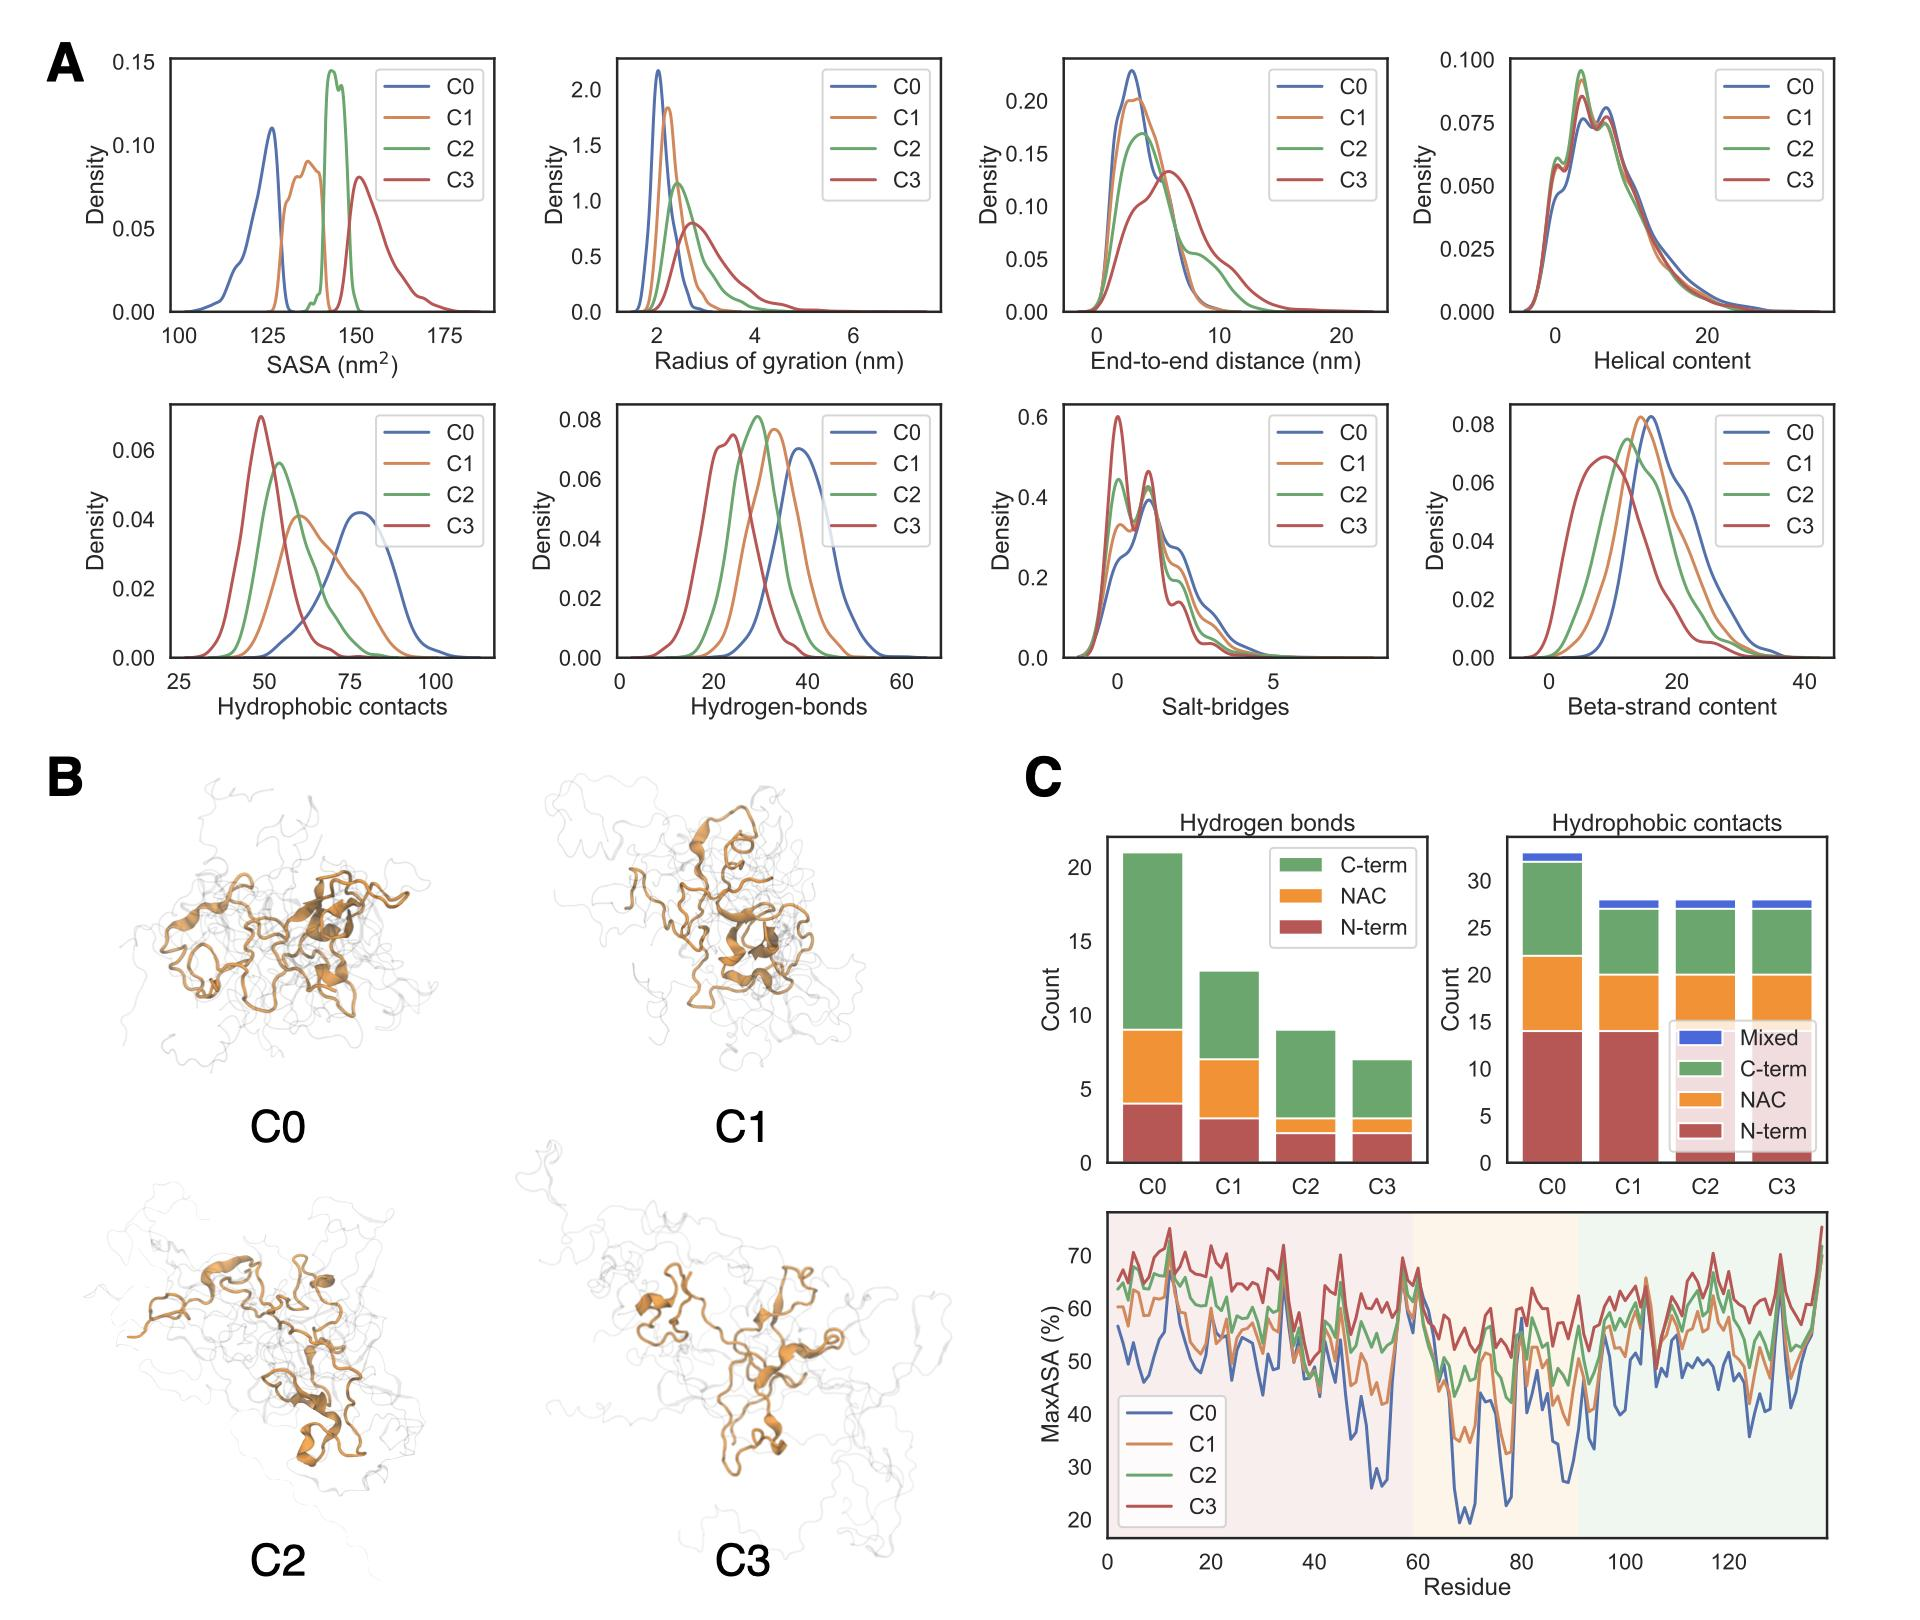 A
0.15
0.10
0.05
0.00
Density
C0
C1
C2
C3
100 125 150 175
SASA (nm²)
2.0
1.5
1.0
0.5
0.0
Density
C0
C1
C2
C3
2 4 6
Radius of gyration (nm)
0.20
0.15
0.10
0.05
0.00
Density
C0
C1
C2
C3
0 10 20
End-to-end distance (nm)
0.100
0.075
0.050
0.025
0.000
Density
C0
C1
C2
C3
0 20
Helical content
0.06
0.04
0.02
0.00
Density
C0
C1
C2
C3
25 50 75 100
Hydrophobic contacts
0.08
0.06
0.04
0.02
0.00
Density
C0
C1
C2
C3
0 20 40 60
Hydrogen-bonds
0.6
0.4
0.2
0.0
Density
C0
C1
C2
C3
0 5
Salt-bridges
0.08
0.06
0.04
0.02
0.00
Density
C0
C1
C2
C3
0 20 40
Beta-strand content
B
C0
C1
C2
C3
C
Hydrogen bonds
20
15
10
5
0
Count
C-term
NAC
N-term
C0 C1 C2 C3
Hydrophobic contacts
30
25
20
15
10
5
0
Count
Mixed
C-term
NAC
N-term
C0 C1 C2 C3
70
60
50
40
30
20
MaxASA (%)
C0
C1
C2
C3
0 20 40 60 80 100 120
Residue